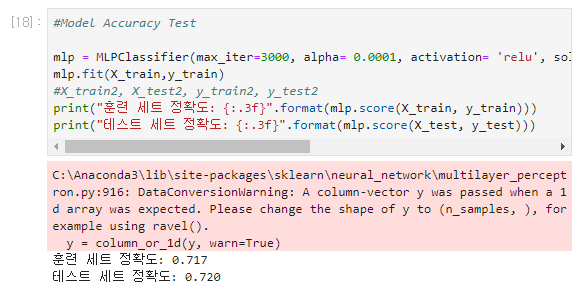 [18]: #Model Accuracy Test
mlp = MLPClassifier(max_iter=3000, alpha= 0.0001, activation= 'relu', sol
mlp.fit(X_train,y_train)
#X_train2, X_test2, y_train2, y_test2
print("훈련 세트 정확도: {:.3f}".format(mlp.score(X_train, y_train)))
print("테스트 세트 정확도: {:.3f}".format(mlp.score(X_test, y_test)))
C:\Anaconda3\lib\site-packages\sklearn\neural_network\multilayer_percept
ron.py:916: DataConversionWarning: A column-vector y was passed when a 1
d array was expected. Please change the shape of y to (n_samples, ), for
example using ravel().
y = column_or_1d(y, warn=True)
훈련 세트 정확도: 0.717
테스트 세트 정확도: 0.720